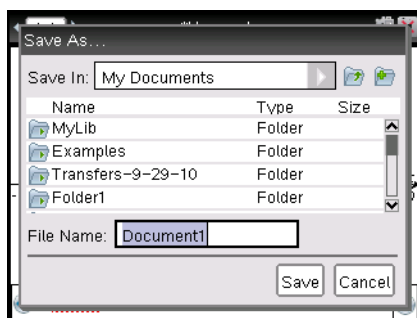 Save As...
Save In: My Documents
Name Type Size
MyLib Folder
Examples Folder
Transfers-9-29-10 Folder
Folder1 Folder
File Name: Document1
Save Cancel